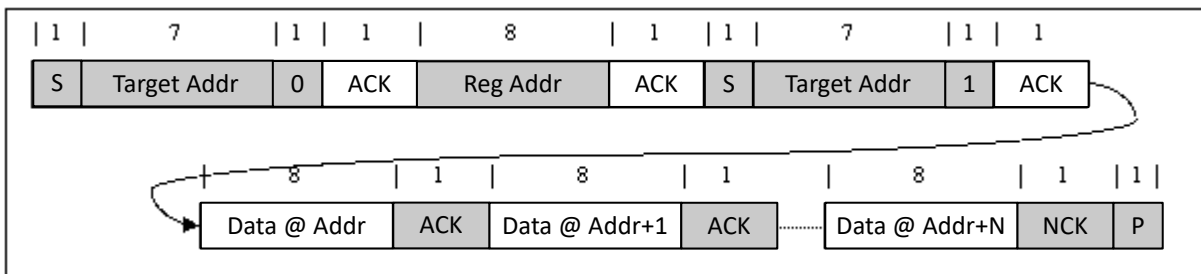 | 1 | 7 | 1 | 1 | 8 | 1 | 1 | 7 | 1 | 1
S Target Addr 0 ACK Reg Addr ACK S Target Addr 1 ACK
| 8 | 1 | 8 | 1 | 8 | 1 | 1 |
Data @ Addr ACK Data @ Addr+1 ACK Data @ Addr+N NCK P